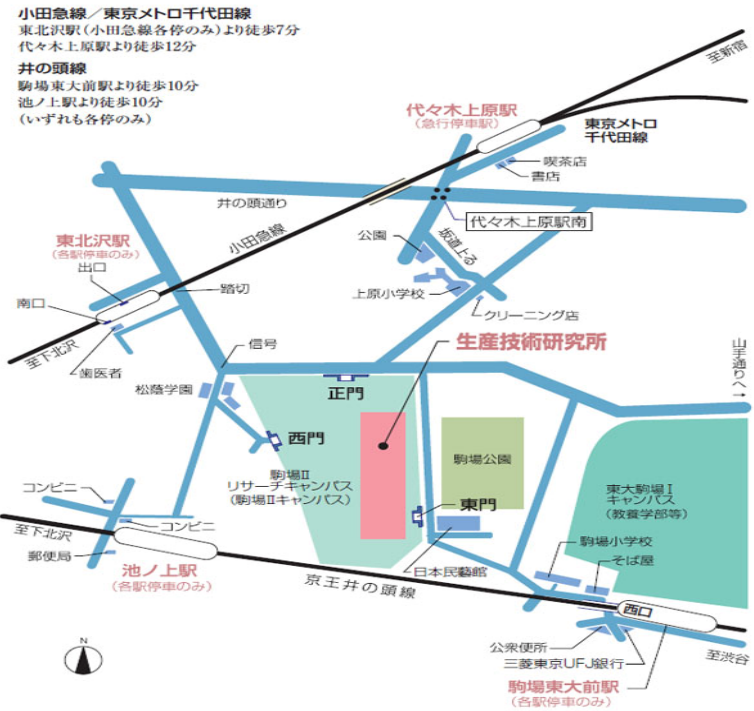 小田急線／東京メトロ千代田線
東北沢駅（小田急線各停のみ）より徒歩7分
代々木上原駅より徒歩12分
井の頭線
駒場東大前駅より徒歩10分
池ノ上駅より徒歩10分
（いずれも各停のみ）
至新宿
代々木上原駅
（急行停車駅）
東京メトロ
千代田線
喫茶店
書店
井の頭通り
代々木上原駅南
小田急線
東北沢駅
（各駅停車のみ）
出口
南口
踏切
公園
坂道上る
上原小学校
クリーニング店
至下北沢
歯医者
信号
生産技術研究所
山手通りへ→
松蔭学園
正門
西門
駒場Ⅱ
リサーチキャンパス
（駒場Ⅱキャンパス）
駒場公園
東大駒場Ⅰ
キャンパス
（教養学部等）
東門
コンビニ
コンビニ
至下北沢
郵便局
池ノ上駅
（各駅停車のみ）
京王井の頭線
日本民藝館
駒場小学校
そば屋
西口
公衆便所
三菱東京UFJ銀行
至渋谷
駒場東大前駅
（各駅停車のみ）
N